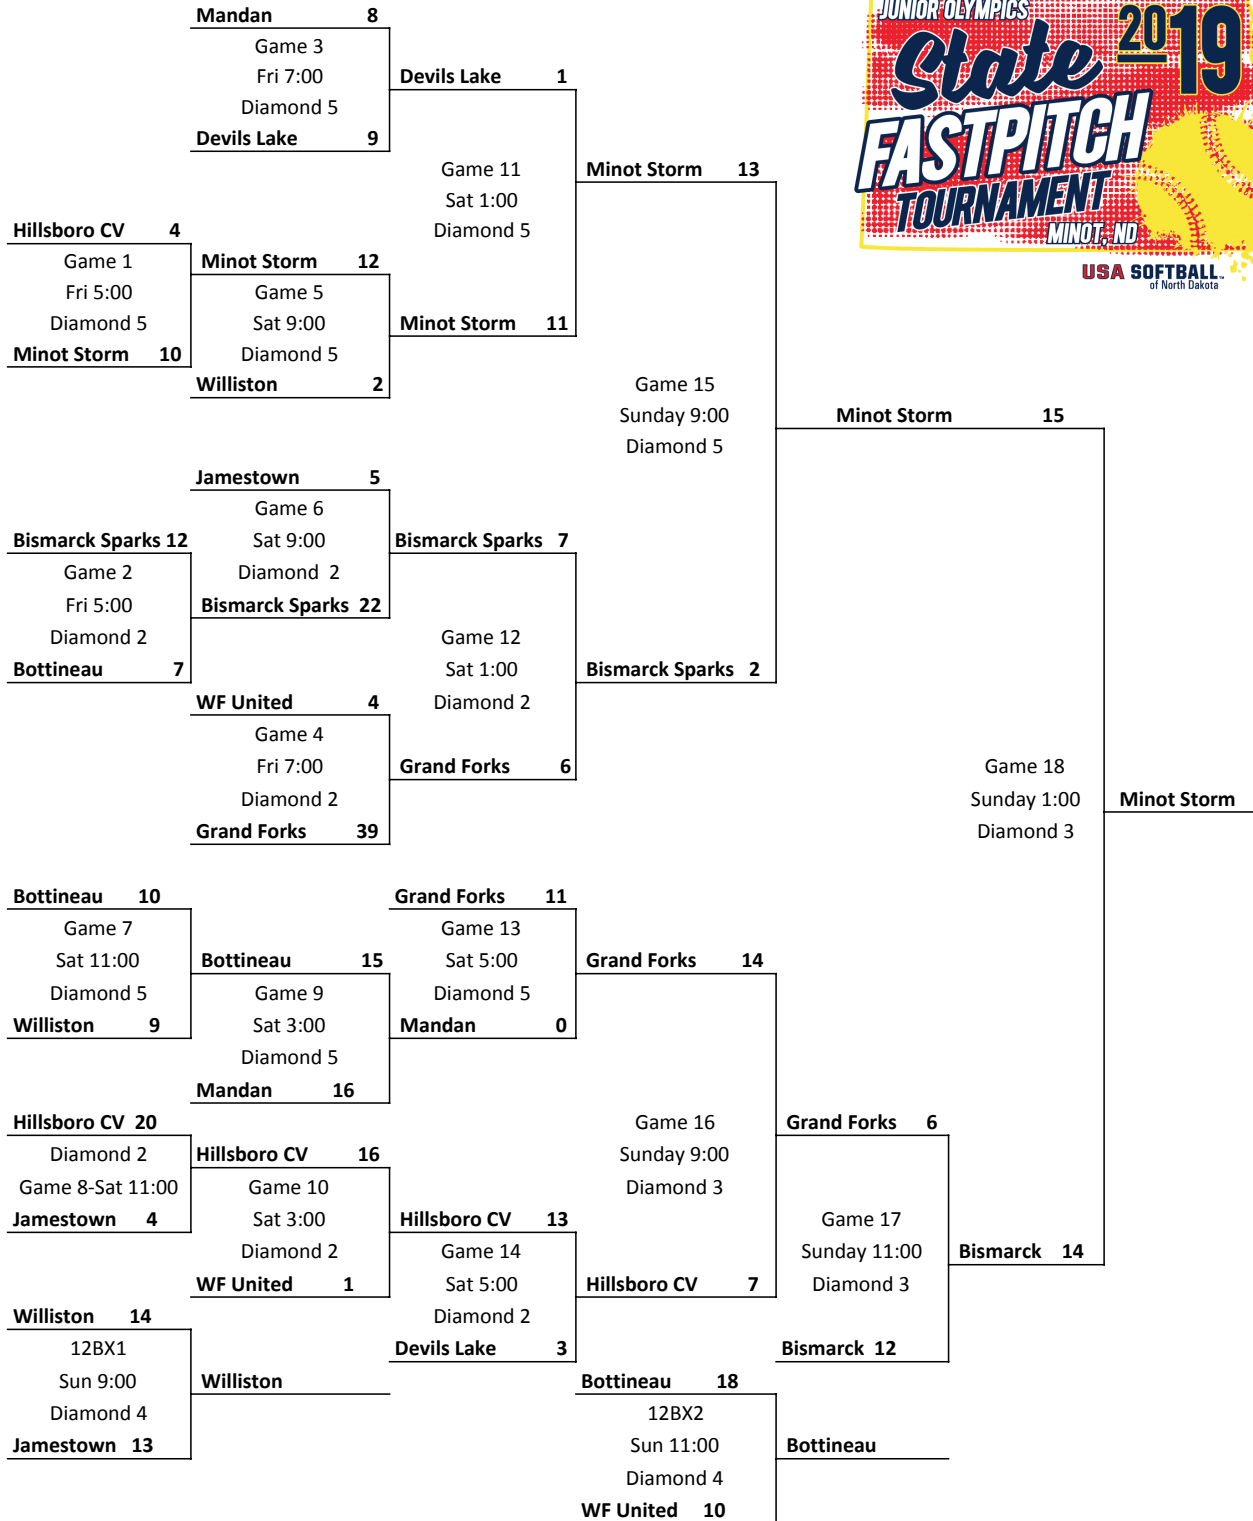 Mandan 8
Game 3
Fri 7:00
Diamond 5
Devils Lake 9
Devils Lake 1
Game 11
Sat 1:00
Diamond 5
Minot Storm 13
JUNIOR OLYMPICS
State
2019
FASTPITCH
TOURNAMENT
MINOT, ND
USA SOFTBALL™
of North Dakota
Hillsboro CV 4
Game 1
Fri 5:00
Diamond 5
Minot Storm 10
Minot Storm 12
Game 5
Sat 9:00
Diamond 5
Williston 2
Minot Storm 11
Game 15
Sunday 9:00
Diamond 5
Minot Storm 15
Jamestown 5
Game 6
Sat 9:00
Diamond 2
Bismarck Sparks 22
Bismarck Sparks 12
Game 2
Fri 5:00
Diamond 2
Bottineau 7
Bismarck Sparks 7
Game 12
Sat 1:00
Diamond 2
Bismarck Sparks 2
WF United 4
Game 4
Fri 7:00
Diamond 2
Grand Forks 39
Grand Forks 6
Game 18
Sunday 1:00
Diamond 3
Minot Storm
Bottineau 10
Game 7
Sat 11:00
Diamond 5
Williston 9
Bottineau 15
Game 9
Sat 3:00
Diamond 5
Mandan 16
Grand Forks 11
Game 13
Sat 5:00
Diamond 5
Mandan 0
Grand Forks 14
Game 16
Sunday 9:00
Diamond 3
Hillsboro CV 20
Diamond 2
Game 8-Sat 11:00
Jamestown 4
Hillsboro CV 16
Game 10
Sat 3:00
Diamond 2
WF United 1
Hillsboro CV 13
Game 14
Sat 5:00
Diamond 2
Devils Lake 3
Hillsboro CV 7
Grand Forks 6
Game 17
Sunday 11:00
Diamond 3
Bismarck 12
Bismarck 14
Williston 14
12BX1
Sun 9:00
Diamond 4
Jamestown 13
Williston
Bottineau 18
12BX2
Sun 11:00
Diamond 4
WF United 10
Bottineau